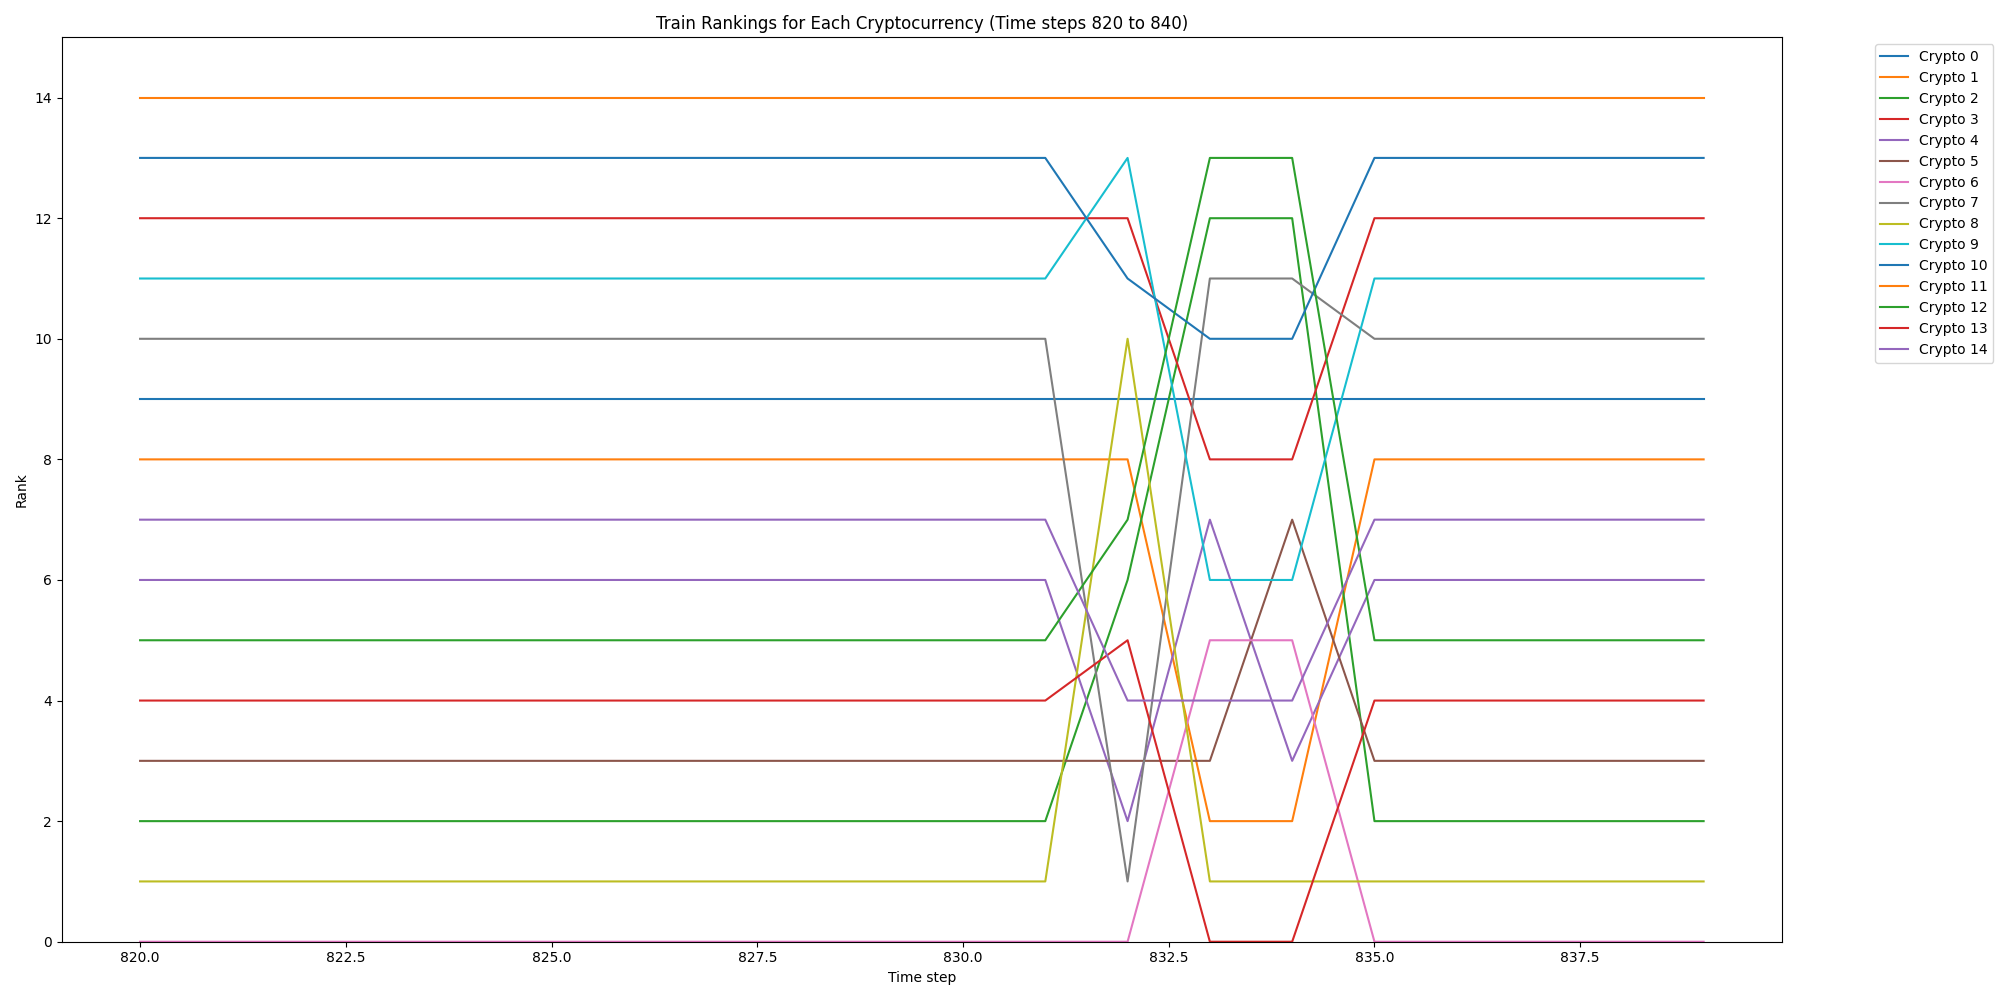 Train Rankings for Each Cryptocurrency (Time steps 820 to 840)
Rank
14
12
10
8
6
4
2
0
820.0 822.5 825.0 827.5 830.0 832.5 835.0 837.5
Time step
Crypto 0
Crypto 1
Crypto 2
Crypto 3
Crypto 4
Crypto 5
Crypto 6
Crypto 7
Crypto 8
Crypto 9
Crypto 10
Crypto 11
Crypto 12
Crypto 13
Crypto 14